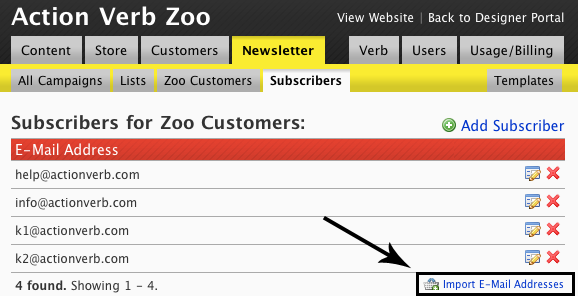 Action Verb Zoo
View Website | Back to Designer Portal
Content Store Customers Newsletter Verb Users Usage/Billing
All Campaigns Lists Zoo Customers Subscribers Templates
Subscribers for Zoo Customers: Add Subscriber
E-Mail Address
help@actionverb.com
info@actionverb.com
k1@actionverb.com
k2@actionverb.com
4 found. Showing 1 - 4. Import E-Mail Addresses